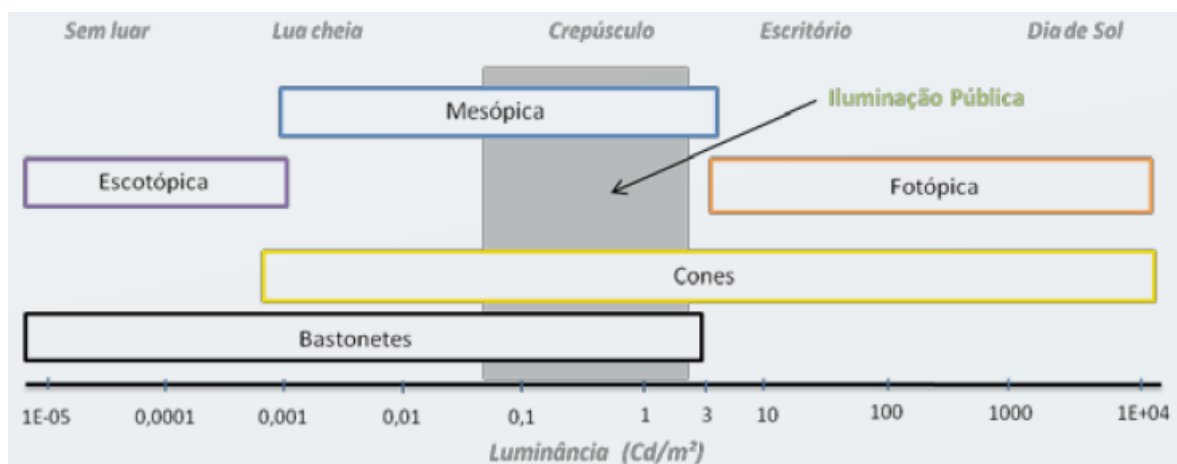 Sem luar Lua cheia Crepúsculo Escritório Dia de Sol
Mesópica
Iluminação Pública
Escotópica Fotópica
Cones
Bastonetes
1E-05 0,0001 0,001 0,01 0,1 1 3 10 100 1000 1E+04
Luminância (Cd/m²)